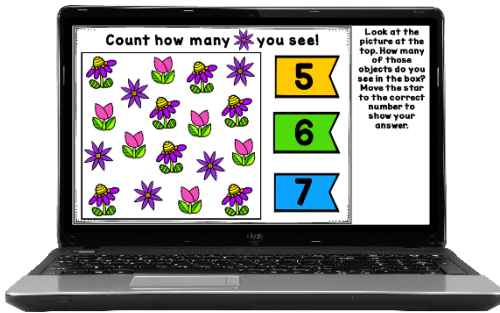 Count how many you see!
5
6
7
Look at the
picture at the
top. How many
of those
objects do you
see in the box?
Move the star
to the correct
number to
show your
answer.